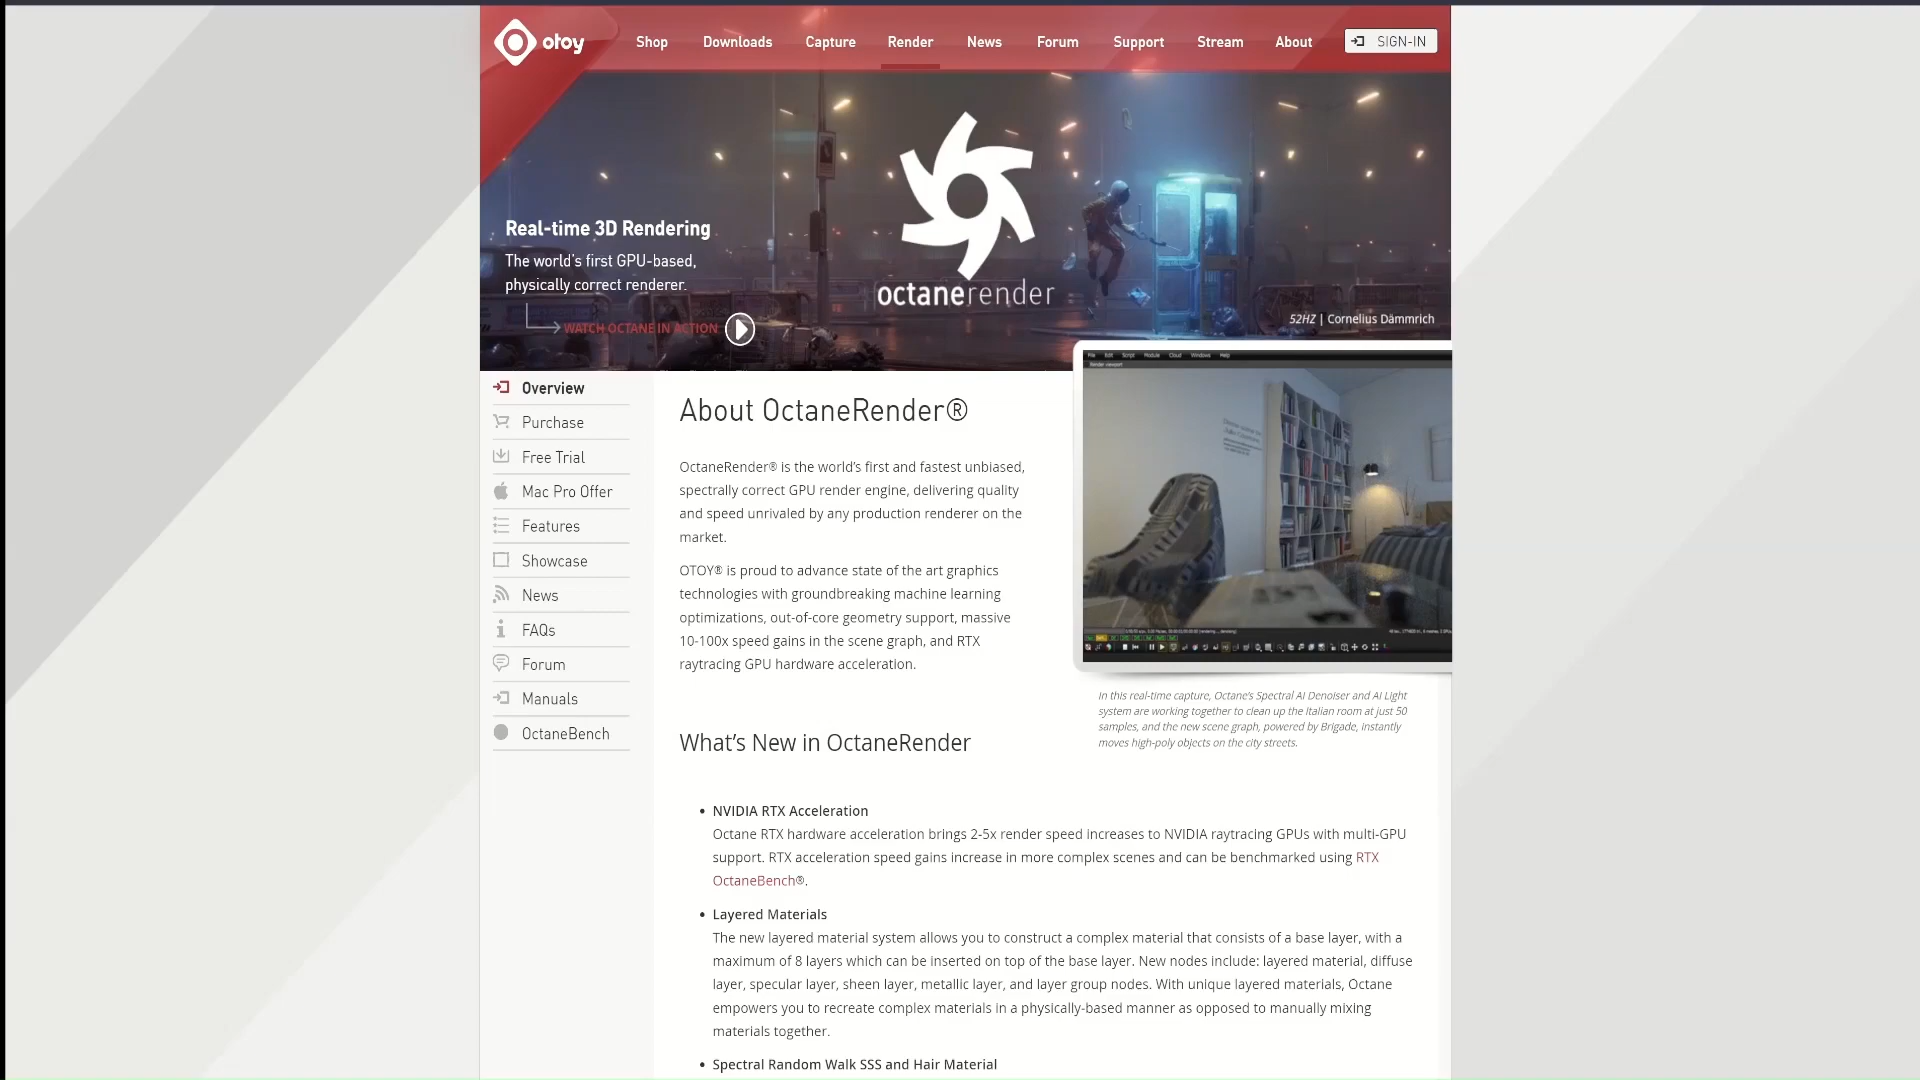 otoy
Shop
Downloads
Capture
Render
News
Forum
Support
Stream
About
SIGN-IN
Real-time 3D Rendering
The world's first GPU-based,
physically correct renderer.
WATCH OCTANE IN ACTION
octanerender
52HZ | Cornelius Dämmrich
Overview
Purchase
Free Trial
Mac Pro Offer
Features
Showcase
News
FAQs
Forum
Manuals
OctaneBench
About OctaneRender®
OctaneRender® is the world's first and fastest unbiased,
spectrally correct GPU render engine, delivering quality
and speed unrivaled by any production renderer on the
market.
OTOY® is proud to advance state of the art graphics
technologies with groundbreaking machine learning
optimizations, out-of-core geometry support, massive
10-100x speed gains in the scene graph, and RTX
raytracing GPU hardware acceleration.
File Edit Script Module Cloud Windows Help
Render viewport
In this real-time capture, Octane's Spectral AI Denoiser and AI Light
system are working together to clean up the Italian room at just 50
samples, and the new scene graph, powered by Brigade, instantly
moves high-poly objects on the city streets.
What's New in OctaneRender
• NVIDIA RTX Acceleration
Octane RTX hardware acceleration brings 2-5x render speed increases to NVIDIA raytracing GPUs with multi-GPU
support. RTX acceleration speed gains increase in more complex scenes and can be benchmarked using RTX
OctaneBench®.
• Layered Materials
The new layered material system allows you to construct a complex material that consists of a base layer, with a
maximum of 8 layers which can be inserted on top of the base layer. New nodes include: layered material, diffuse
layer, specular layer, sheen layer, metallic layer, and layer group nodes. With unique layered materials, Octane
empowers you to recreate complex materials in a physically-based manner as opposed to manually mixing
materials together.
• Spectral Random Walk SSS and Hair Material